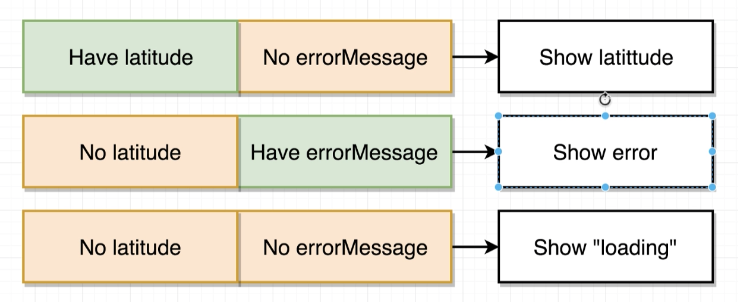 Have latitude No errorMessage Show latittude
No latitude Have errorMessage Show error
No latitude No errorMessage Show "loading"